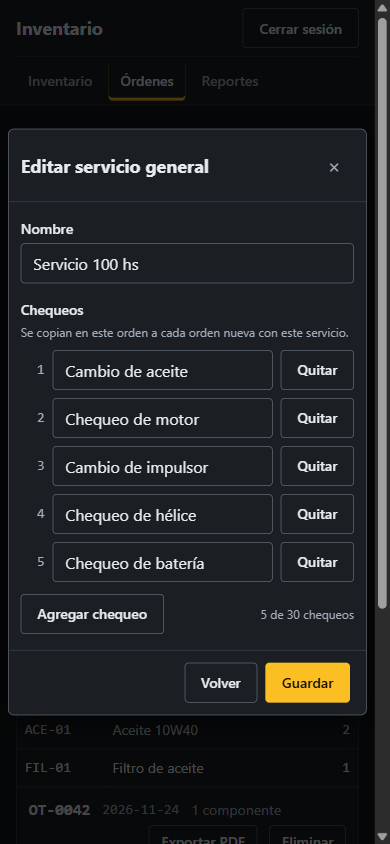 Inventario
Cerrar sesión
Inventario Órdenes Reportes
Editar servicio general ×
Nombre
Servicio 100 hs
Chequeos
Se copian en este orden a cada orden nueva con este servicio.
1 Cambio de aceite Quitar
2 Chequeo de motor Quitar
3 Cambio de impulsor Quitar
4 Chequeo de hélice Quitar
5 Chequeo de batería Quitar
Agregar chequeo 5 de 30 chequeos
Volver Guardar
ACE-01 Aceite 10W40 2
FIL-01 Filtro de aceite 1
OT-0042 2026-11-24 1 componente
Exportar PDF Eliminar